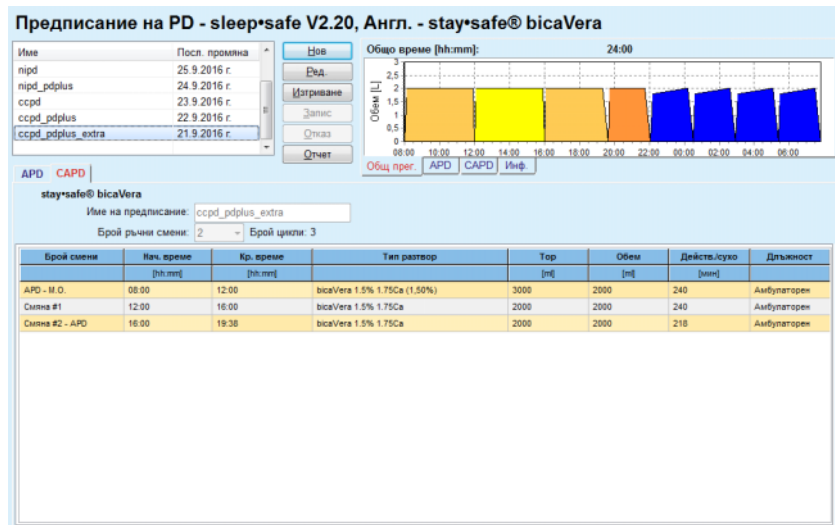 Предписание на PD - sleep•safe V2.20, Англ. - stay•safe® bicaVera
Име Посл. промяна
nipd 25.9.2016 г.
nipd_pdplus 24.9.2016 г.
ccpd 23.9.2016 г.
ccpd_pdplus 22.9.2016 г.
ccpd_pdplus_extra 21.9.2016 г.
Нов
Ред.
Изтриване
Запис
Отказ
Отчет
Общо време [hh:mm]: 24:00
Обем [L]
3
2,5
2
1,5
1
0,5
0
08:00 10:00 12:00 14:00 16:00 18:00 20:00 22:00 00:00 02:00 04:00 06:00
Общ прег. APD CAPD Инф.
APD CAPD
stay•safe® bicaVera
Име на предписание: ccpd_pdplus_extra
Брой ръчни смени: 2 Брой цикли: 3
Брой смени Нач. време Кр. време Тип разтвор Тор Обем Действ./сухо Длъжност
[hh:mm] [hh:mm] [ml] [ml] [мин]
APD - M.O. 08:00 12:00 bicaVera 1.5% 1.75Ca (1,50%) 3000 2000 240 Амбулаторен
Смяна #1 12:00 16:00 bicaVera 1.5% 1.75Ca 2000 2000 240 Амбулаторен
Смяна #2 - APD 16:00 19:38 bicaVera 1.5% 1.75Ca 2000 2000 218 Амбулаторен